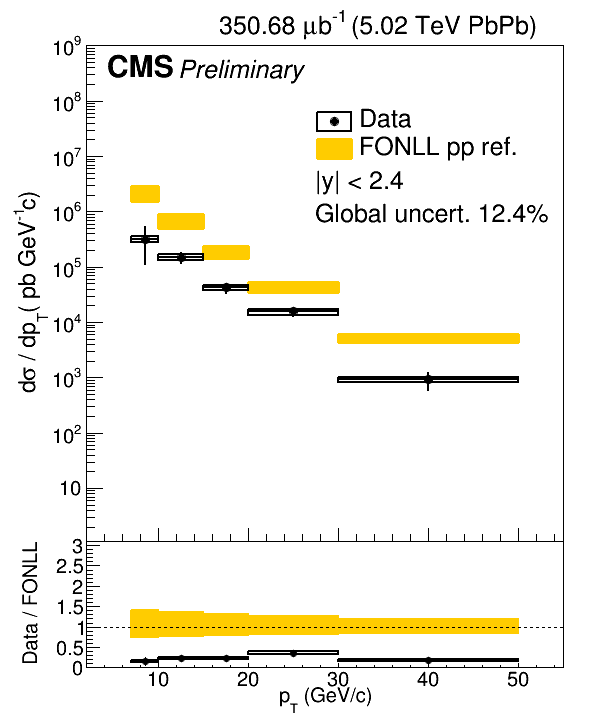 350.68 μb⁻¹ (5.02 TeV PbPb)
CMS Preliminary
Data
FONLL pp ref.
|y| < 2.4
Global uncert. 12.4%
dσ / dp_T( pb GeV⁻¹c)
10⁹
10⁸
10⁷
10⁶
10⁵
10⁴
10³
10²
10
Data / FONLL
3
2.5
2
1.5
1
0.5
0
10 20 30 40 50
p_T (GeV/c)